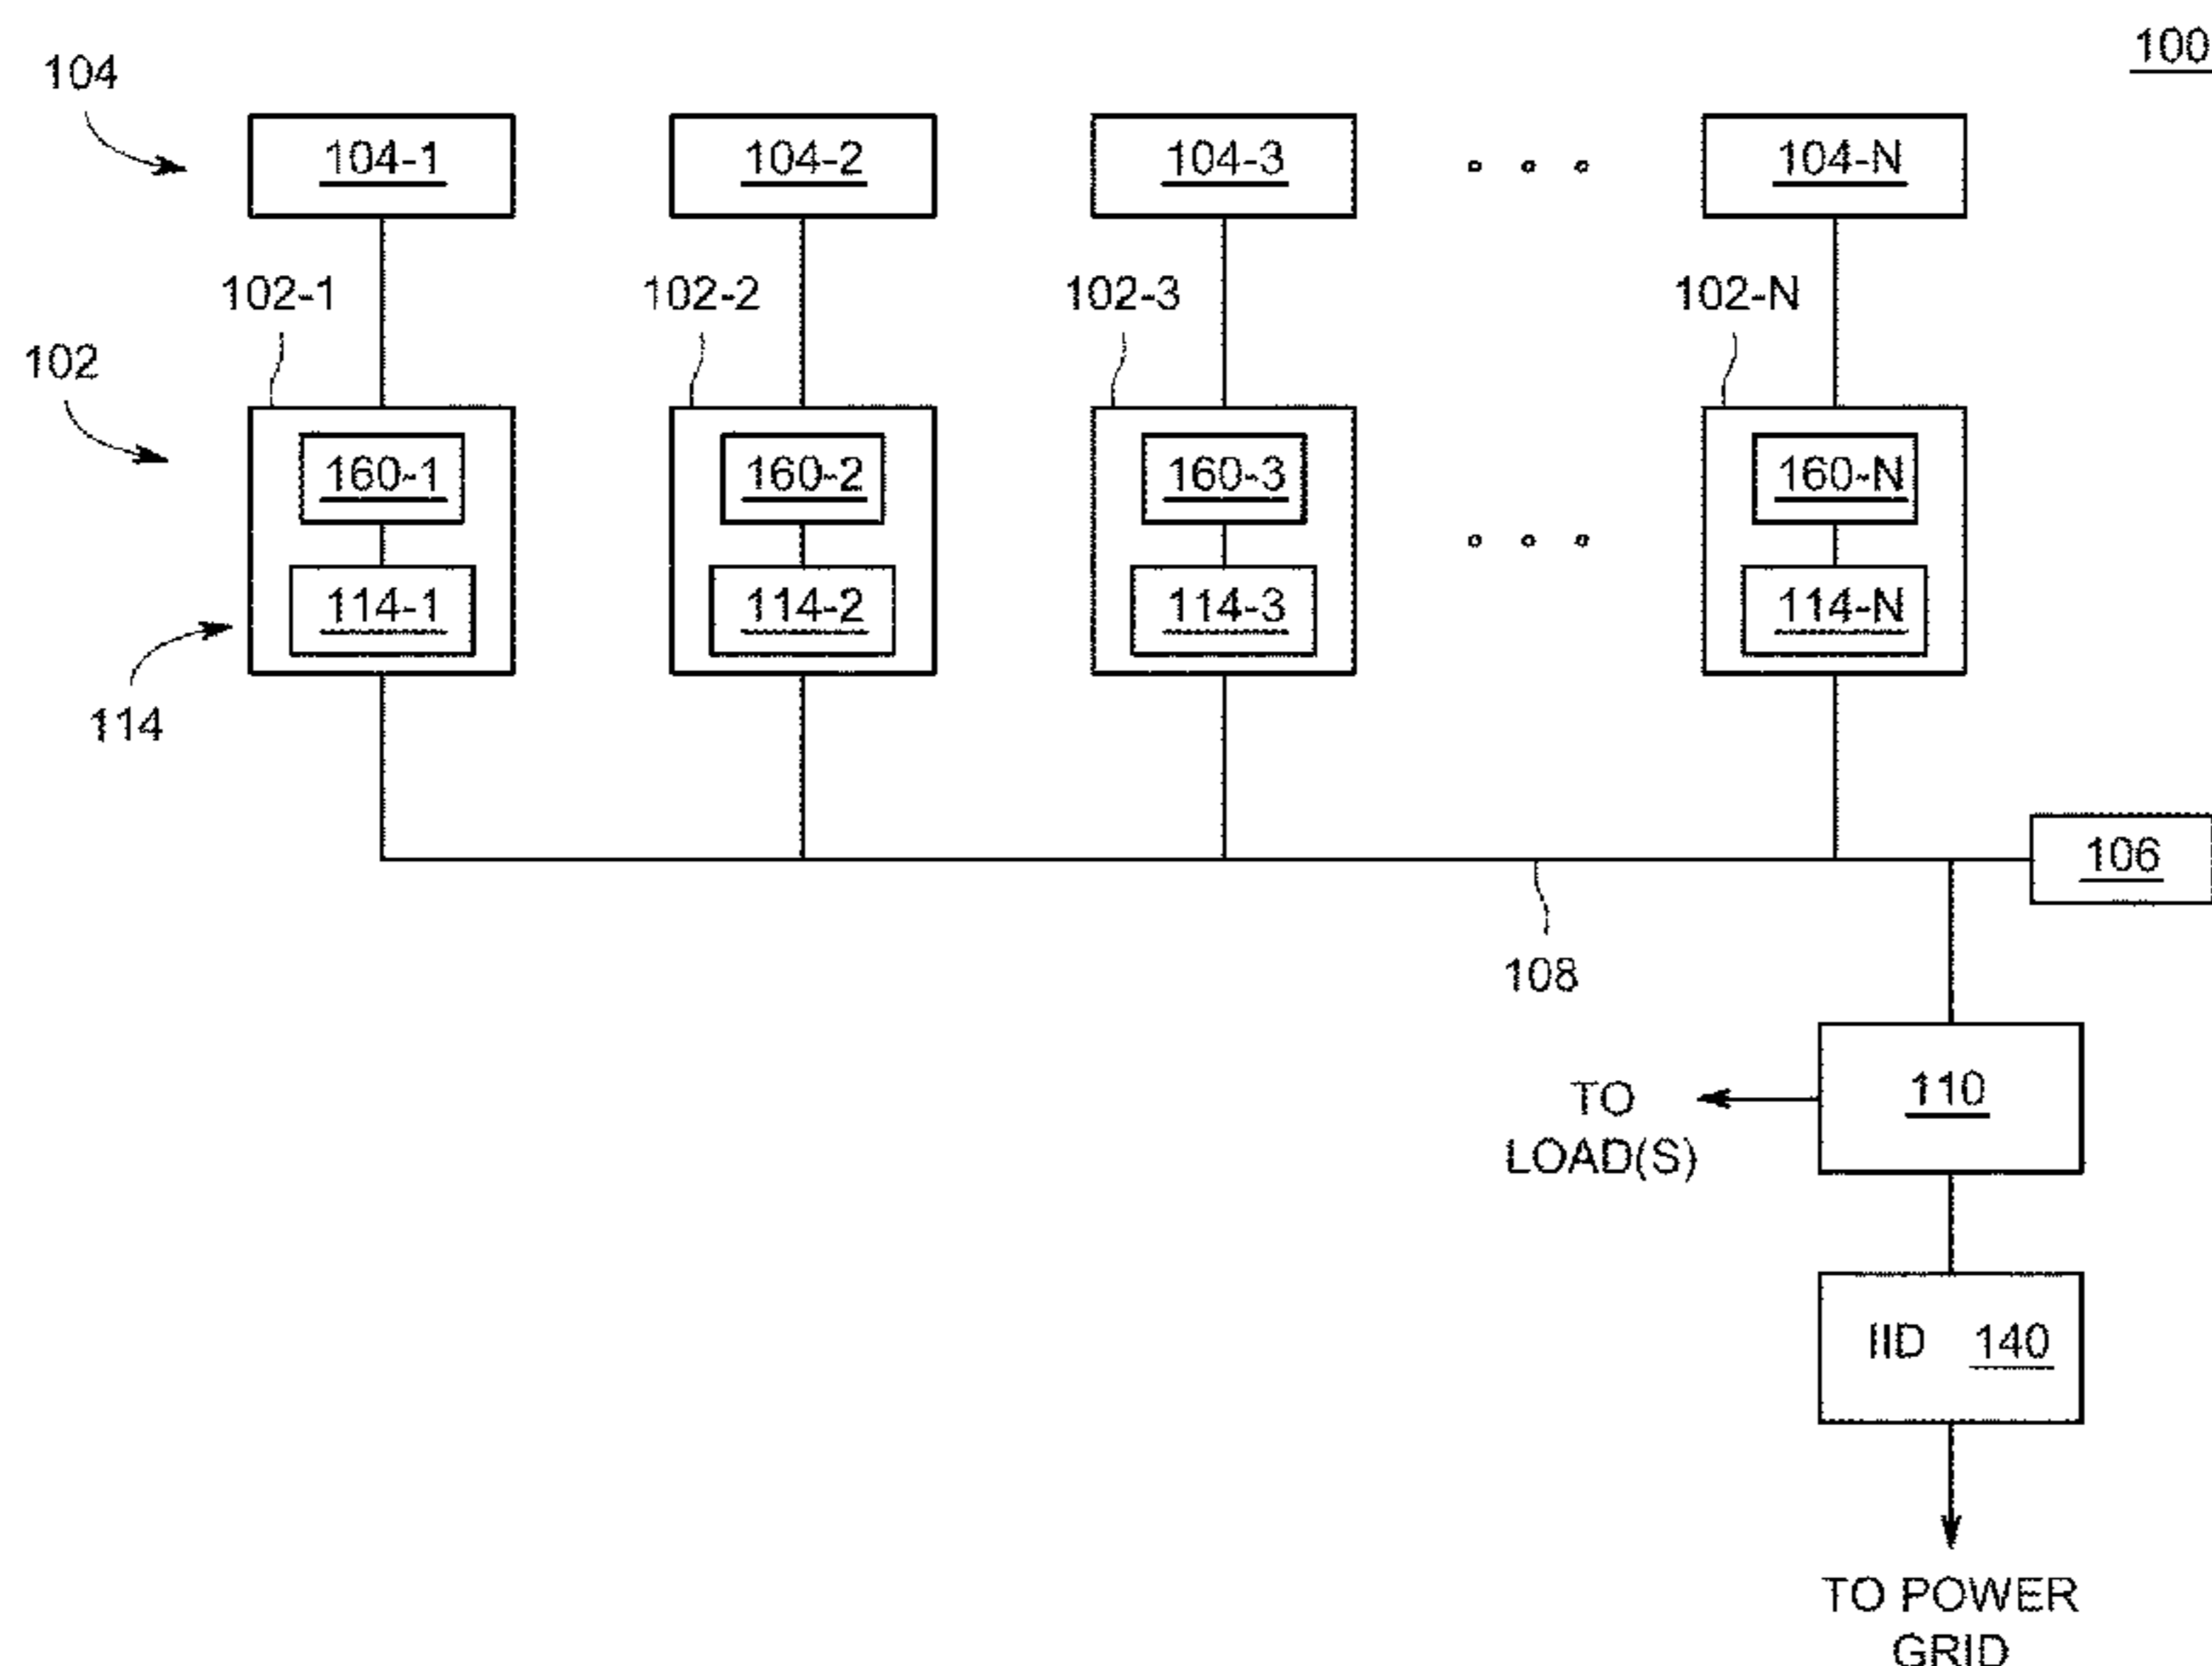 100
104
104-1 104-2 104-3 104-N
102-1 102-2 102-3 102-N
102
160-1 160-2 160-3 160-N
114-1 114-2 114-3 114-N
114
106
108
110
TO
LOAD(S)
IID 140
TO POWER
GRID